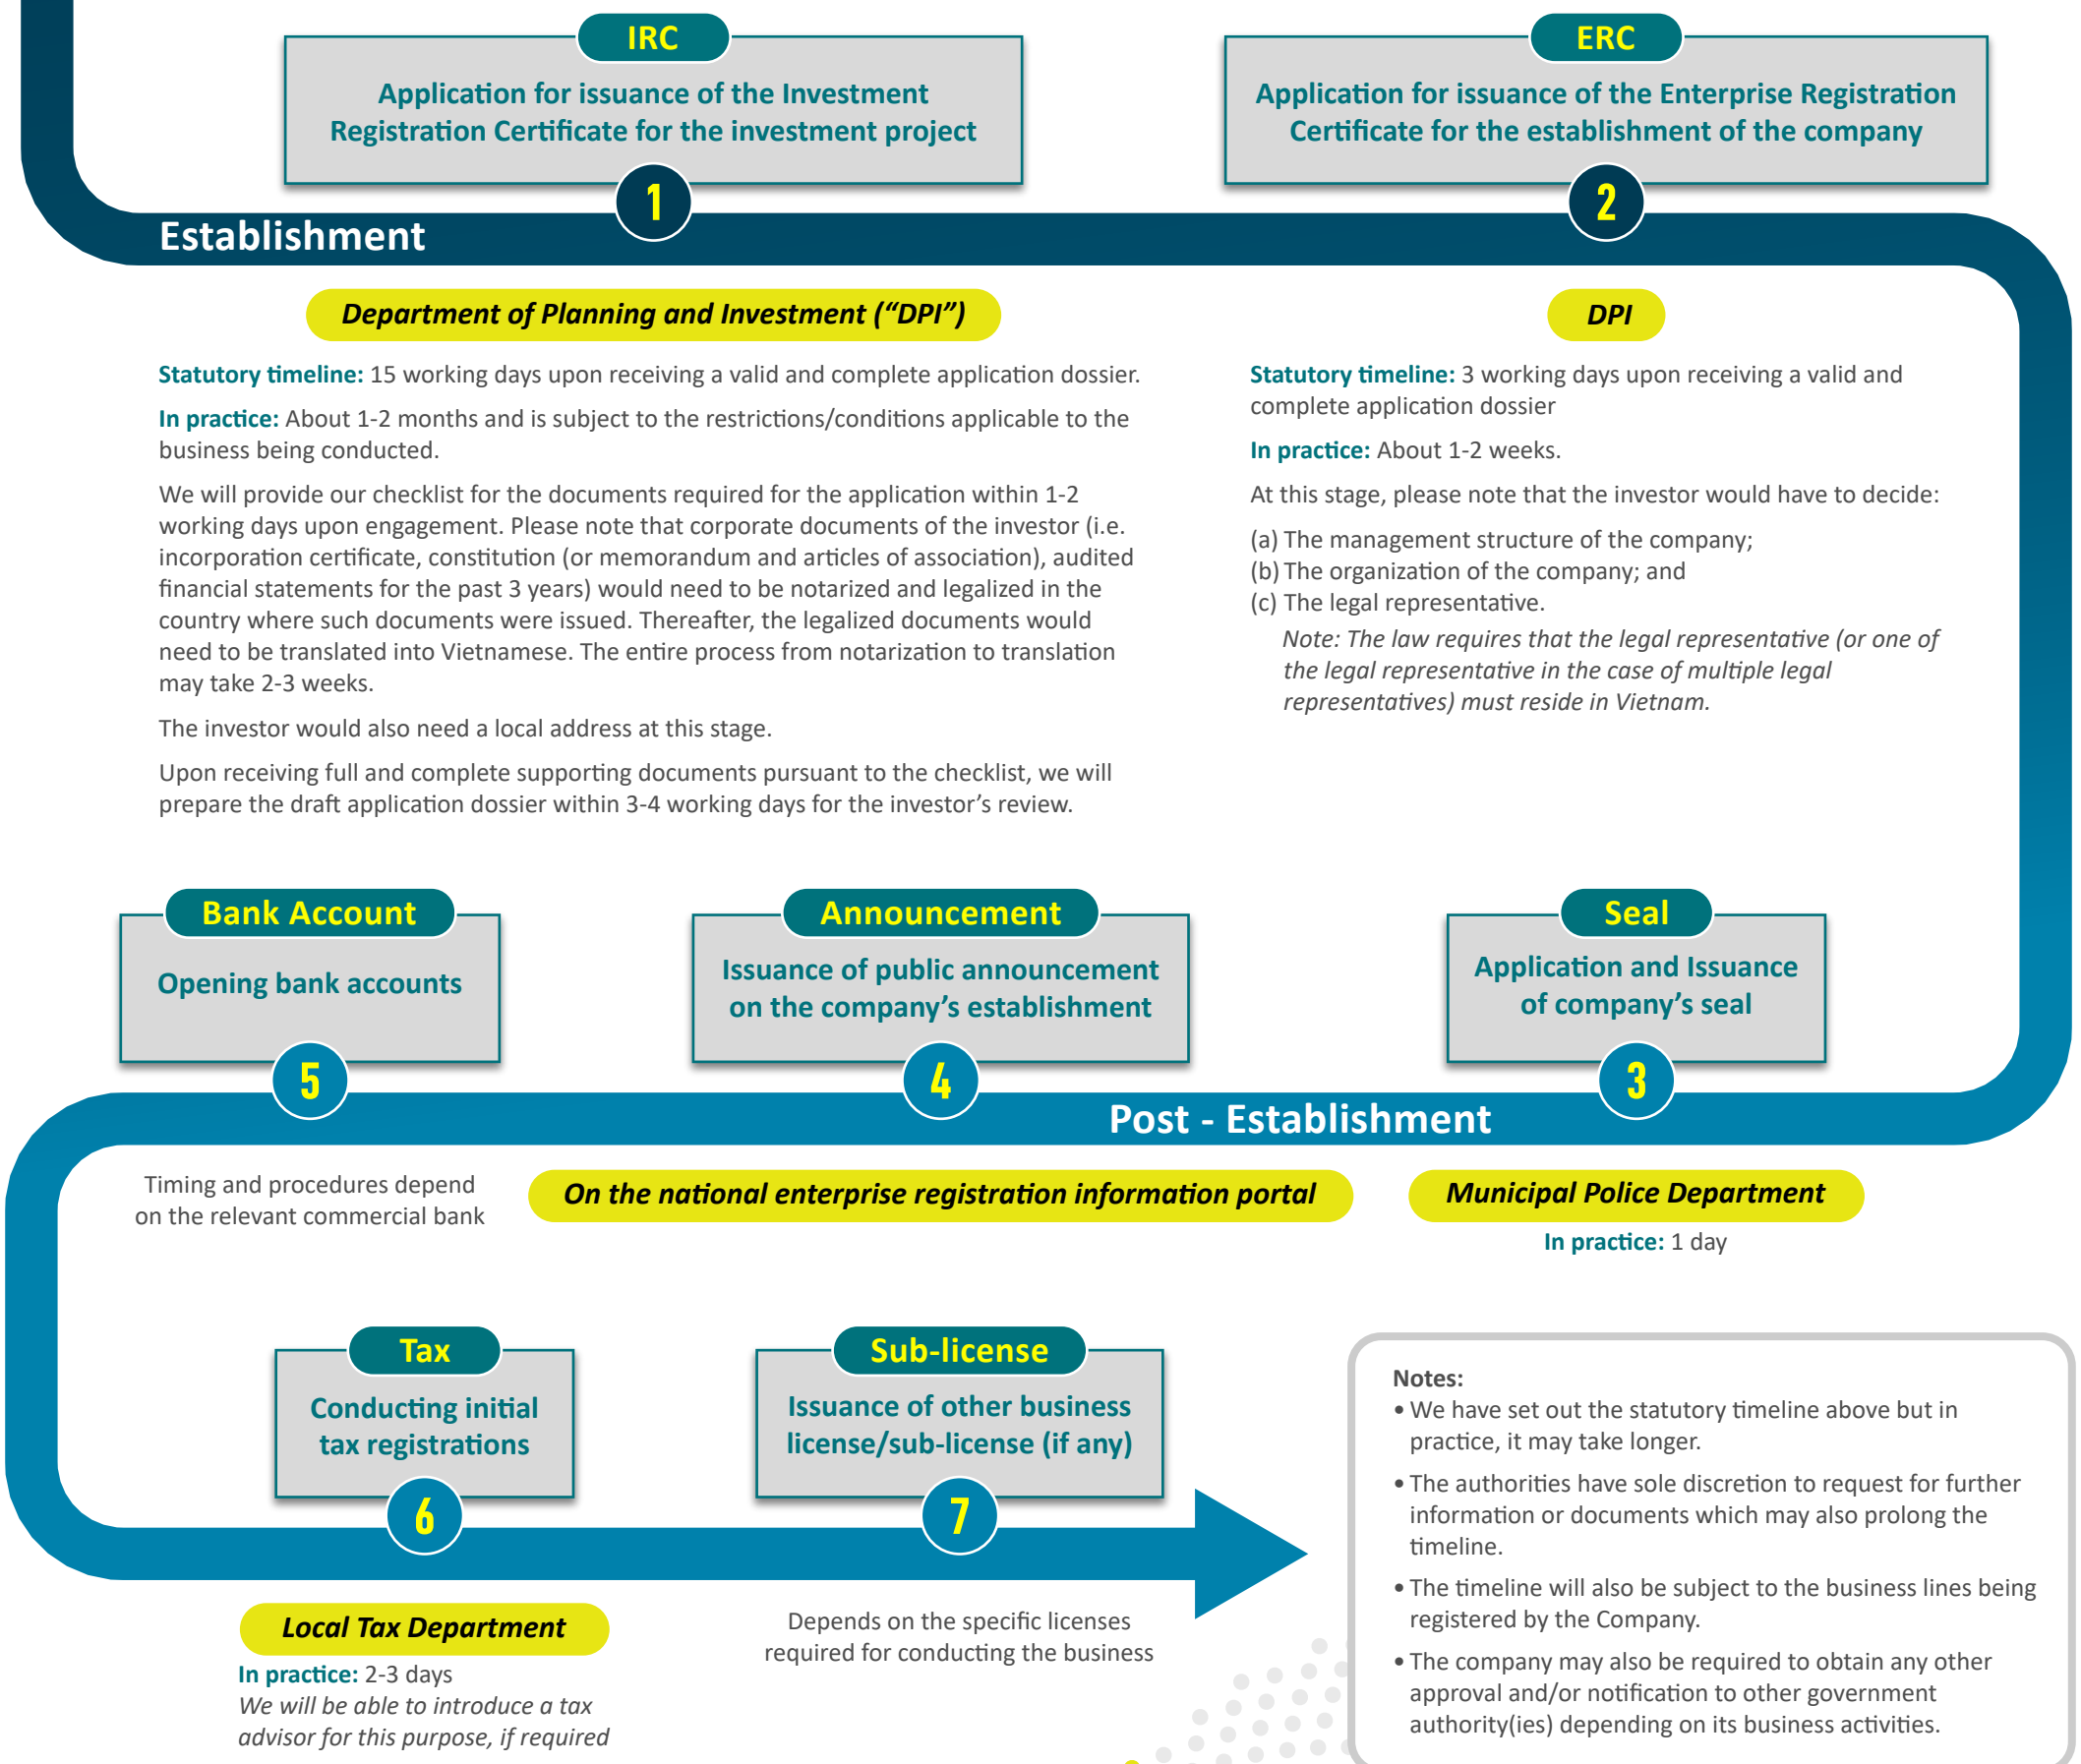 IRC
Application for issuance of the Investment
Registration Certificate for the investment project
1
ERC
Application for issuance of the Enterprise Registration
Certificate for the establishment of the company
2
Establishment
Department of Planning and Investment (“DPI”)
Statutory timeline: 15 working days upon receiving a valid and complete application dossier.
In practice: About 1-2 months and is subject to the restrictions/conditions applicable to the
business being conducted.
We will provide our checklist for the documents required for the application within 1-2
working days upon engagement. Please note that corporate documents of the investor (i.e.
incorporation certificate, constitution (or memorandum and articles of association), audited
financial statements for the past 3 years) would need to be notarized and legalized in the
country where such documents were issued. Thereafter, the legalized documents would
need to be translated into Vietnamese. The entire process from notarization to translation
may take 2-3 weeks.
The investor would also need a local address at this stage.
Upon receiving full and complete supporting documents pursuant to the checklist, we will
prepare the draft application dossier within 3-4 working days for the investor’s review.
DPI
Statutory timeline: 3 working days upon receiving a valid and
complete application dossier
In practice: About 1-2 weeks.
At this stage, please note that the investor would have to decide:
(a) The management structure of the company;
(b) The organization of the company; and
(c) The legal representative.
Note: The law requires that the legal representative (or one of
the legal representative in the case of multiple legal
representatives) must reside in Vietnam.
Seal
Application and Issuance
of company’s seal
3
Announcement
Issuance of public announcement
on the company’s establishment
4
Bank Account
Opening bank accounts
5
Post - Establishment
Municipal Police Department
In practice: 1 day
On the national enterprise registration information portal
Timing and procedures depend
on the relevant commercial bank
Tax
Conducting initial
tax registrations
6
Local Tax Department
In practice: 2-3 days
We will be able to introduce a tax
advisor for this purpose, if required
Sub-license
Issuance of other business
license/sub-license (if any)
7
Depends on the specific licenses
required for conducting the business
Notes:
• We have set out the statutory timeline above but in
practice, it may take longer.
• The authorities have sole discretion to request for further
information or documents which may also prolong the
timeline.
• The timeline will also be subject to the business lines being
registered by the Company.
• The company may also be required to obtain any other
approval and/or notification to other government
authority(ies) depending on its business activities.